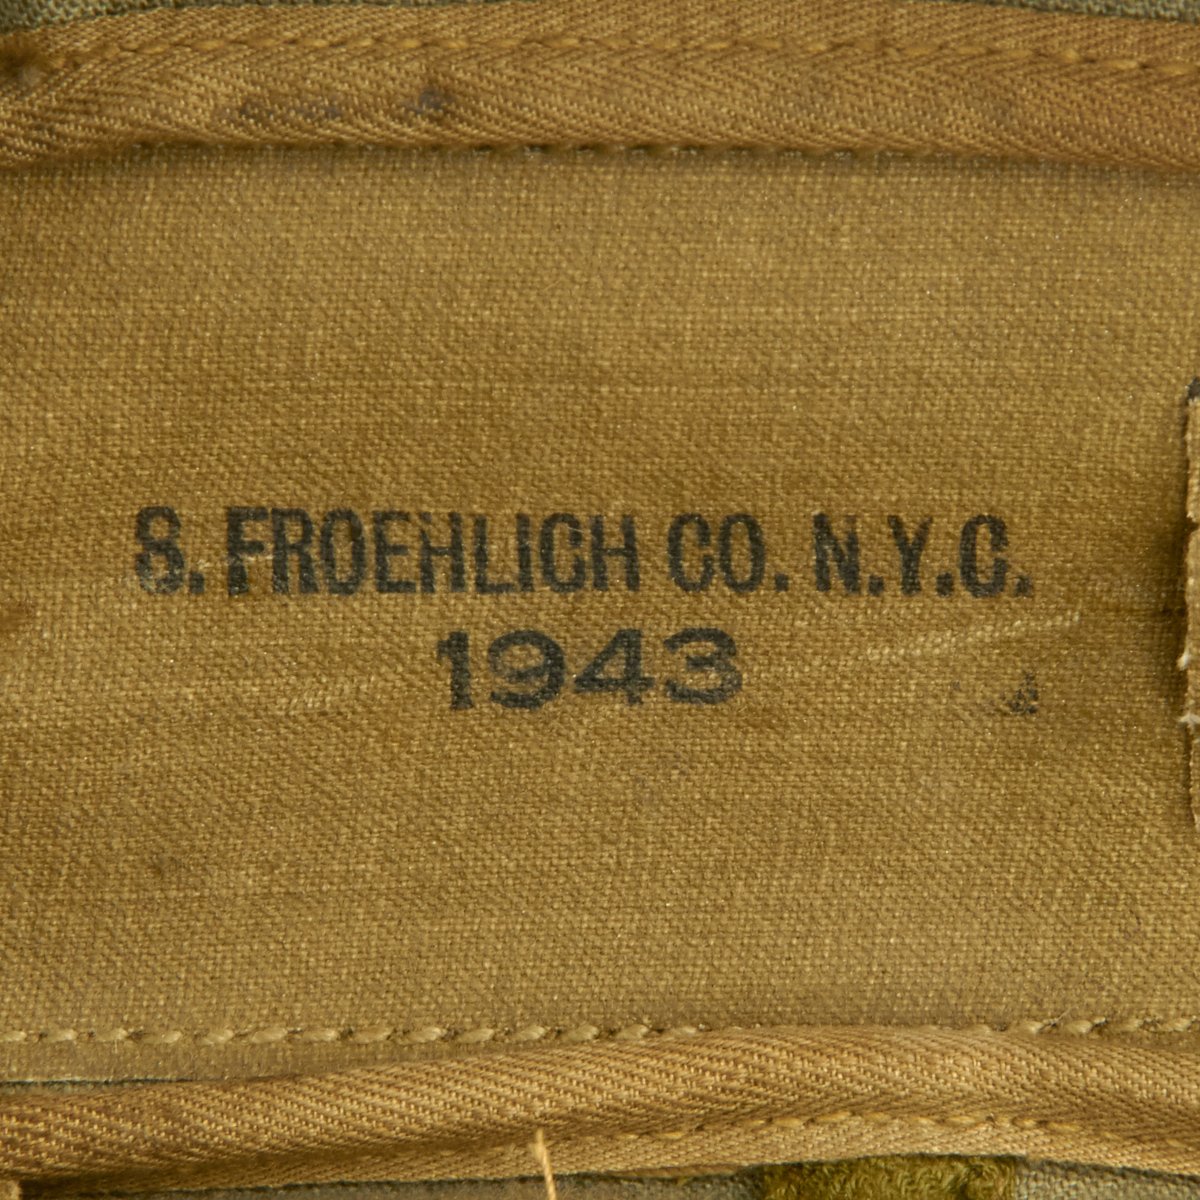 S. FROEHLICH CO. N.Y.C.
1943